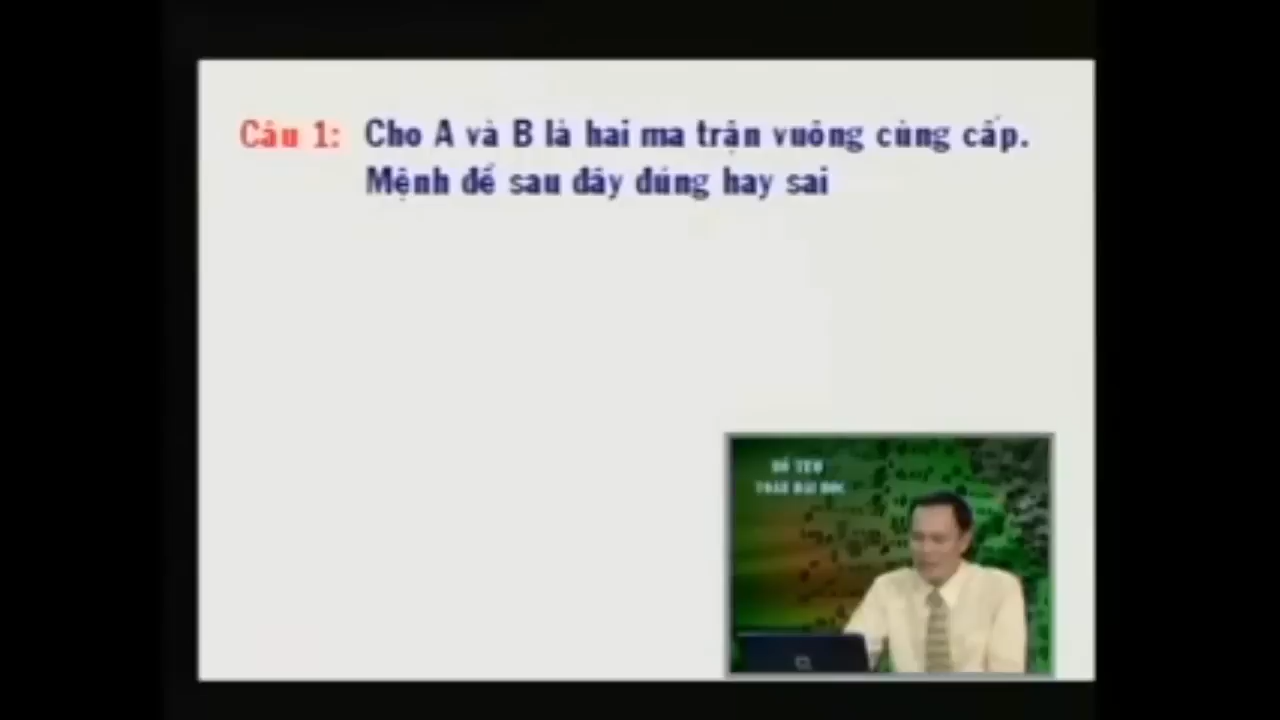 Câu 1: Cho A và B là hai ma trận vuông cùng cấp.
Mệnh đề sau đây đúng hay sai